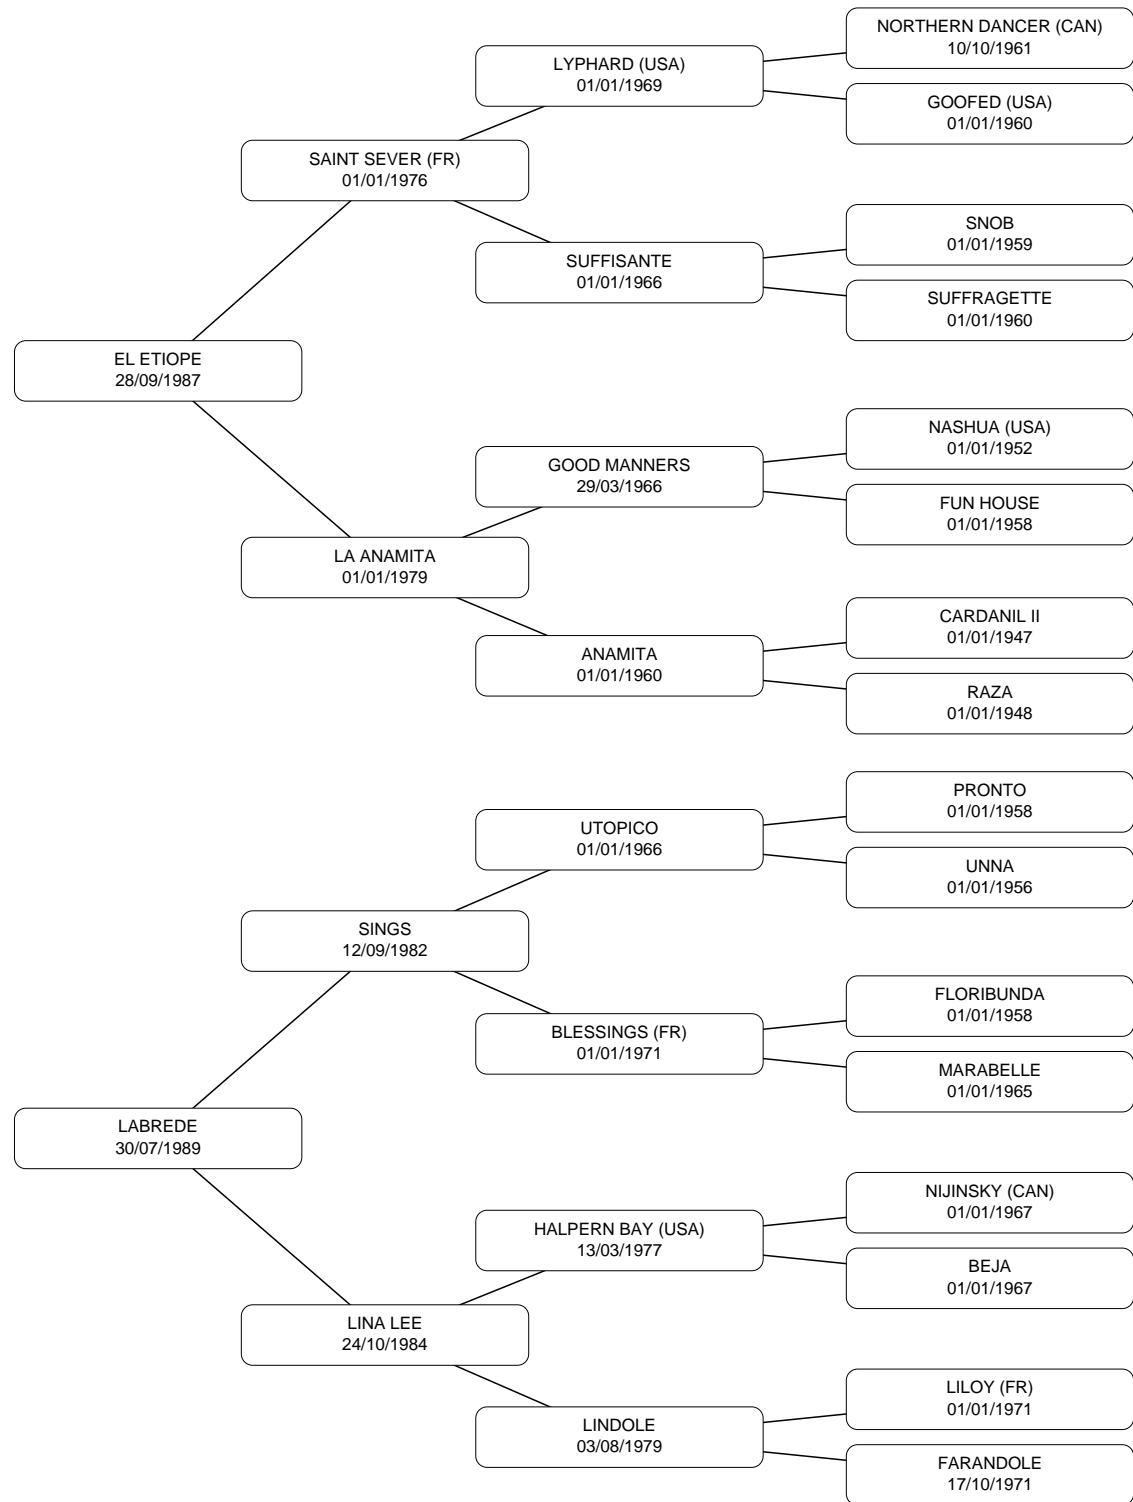 NORTHERN DANCER (CAN)
10/10/1961
LYPHARD (USA)
01/01/1969
GOOFED (USA)
01/01/1960
SAINT SEVER (FR)
01/01/1976
SNOB
01/01/1959
SUFFISANTE
01/01/1966
SUFFRAGETTE
01/01/1960
EL ETIOPE
28/09/1987
NASHUA (USA)
01/01/1952
GOOD MANNERS
29/03/1966
FUN HOUSE
01/01/1958
LA ANAMITA
01/01/1979
CARDANIL II
01/01/1947
ANAMITA
01/01/1960
RAZA
01/01/1948
PRONTO
01/01/1958
UTOPICO
01/01/1966
UNNA
01/01/1956
SINGS
12/09/1982
FLORIBUNDA
01/01/1958
BLESSINGS (FR)
01/01/1971
MARABELLE
01/01/1965
LABREDE
30/07/1989
NIJINSKY (CAN)
01/01/1967
HALPERN BAY (USA)
13/03/1977
BEJA
01/01/1967
LINA LEE
24/10/1984
LILOY (FR)
01/01/1971
LINDOLE
03/08/1979
FARANDOLE
17/10/1971